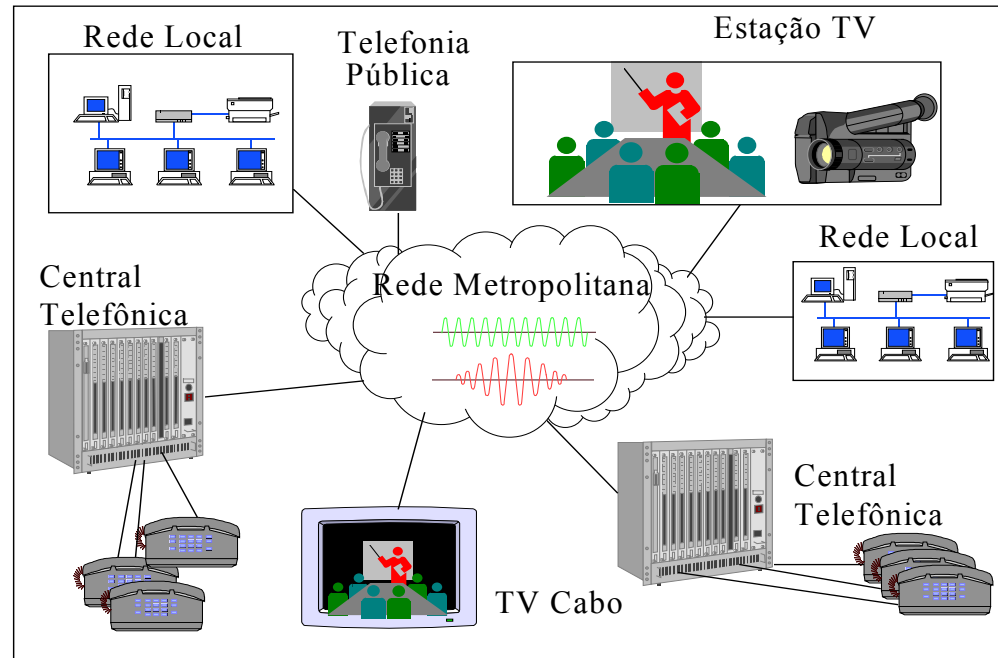 Rede Local
Telefonia
Pública
Estação TV
Rede Local
Central
Telefônica
Rede Metropolitana
Central
Telefônica
TV Cabo